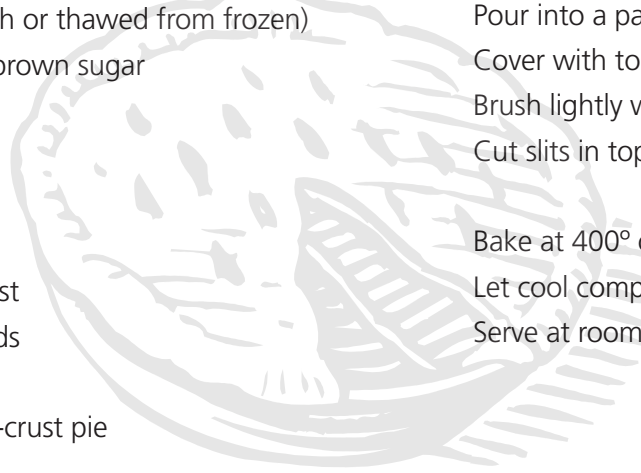 h or thawed from frozen)
brown sugar
st
ds
-crust pie
Pour into a pa
Cover with to
Brush lightly
Cut slits in top
Bake at 400º
Let cool comp
Serve at room